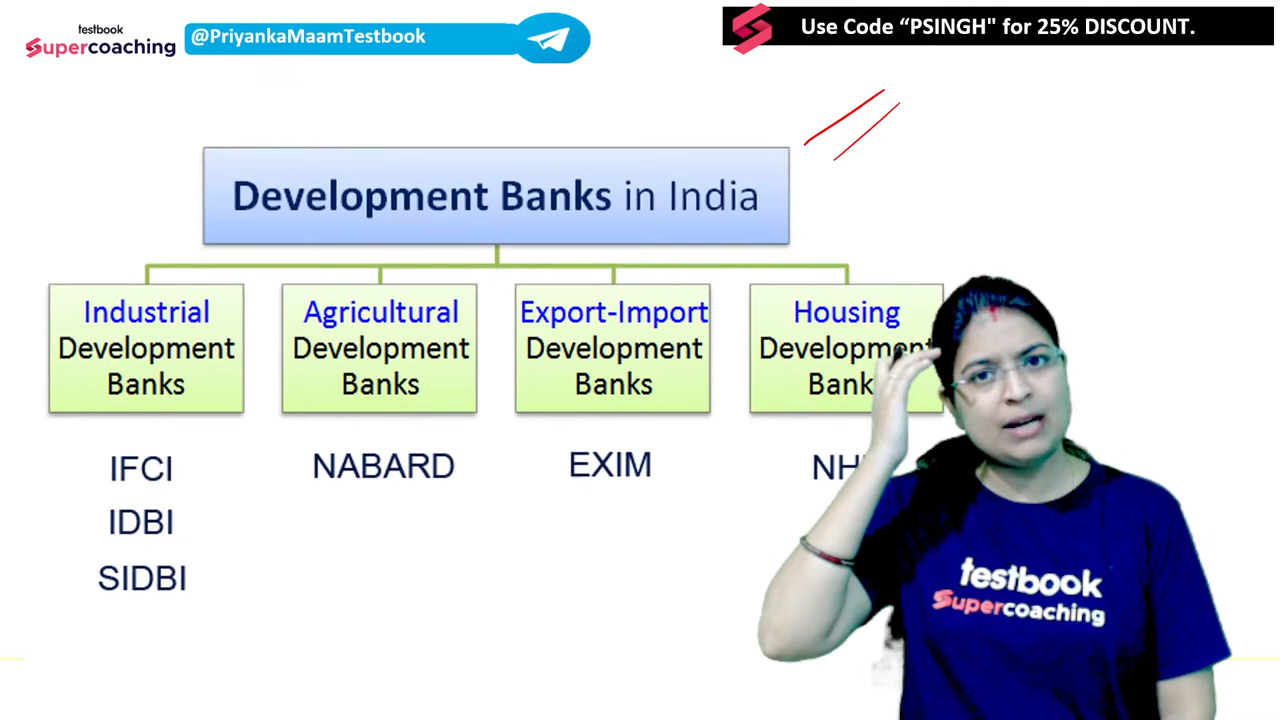 testbook
Supercoaching
@PriyankaMaamTestbook
Use Code “PSINGH" for 25% DISCOUNT.
Development Banks in India
Industrial
Development
Banks
Agricultural
Development
Banks
Export-Import
Development
Banks
Housing
IFCI
IDBI
SIDBI
NABARD
EXIM
testbook
Supercoaching